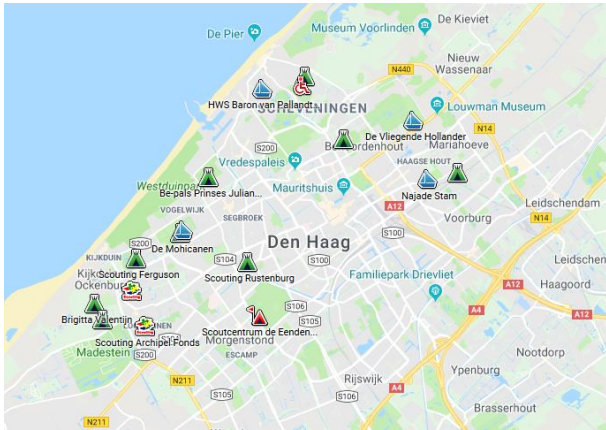 De Kieviet
De Pier
Museum Voorlinden
Nieuw
Wassenaar
N440
HWS Baron van Pallandt
SCHEVENINGEN
Louwman Museum
N14
De Vliegende Hollander
Mariahoeve
S200
HAAGSE HOUT
Vredespaleis
Westduinpark
Mauritshuis
Be-pals Prinses Julian...
Najade Stam
Leidschendam
VOGELWIJK
A12
SEGBROEK
Voorburg
N14
S100
De Mohicanen
Den Haag
S200
KIJKDUIN
S104
S100
Leidschen
Scouting Ferguson
Ockenburg
Scouting Rustenburg
Familiepark Drievliet
A12
Haagoord
A4
A12
S106
Brigitta Valentijn
S105
Scoutcentrum de Eenden...
Scouting Archipel Fonds
Morgenstond
Madestein
S200
ESCAMP
Nootdorp
Rijswijk
Ypenburg
N211
A4
S105
S106
Brasserhout
N211